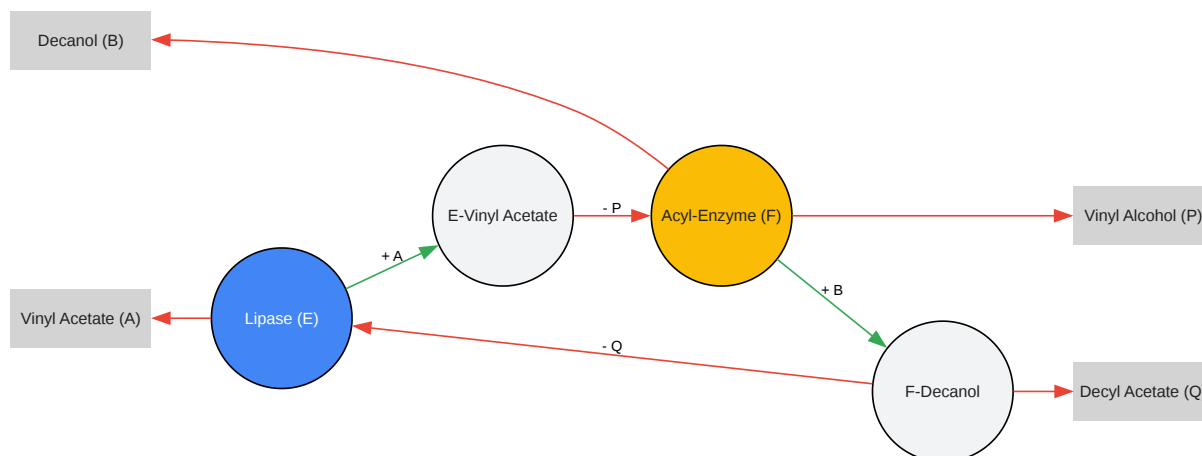 Decanol (B)
E-Vinyl Acetate
- P
Acyl-Enzyme (F)
Vinyl Alcohol (P)
+ A
+ B
Vinyl Acetate (A)
Lipase (E)
- Q
F-Decanol
Decyl Acetate (Q